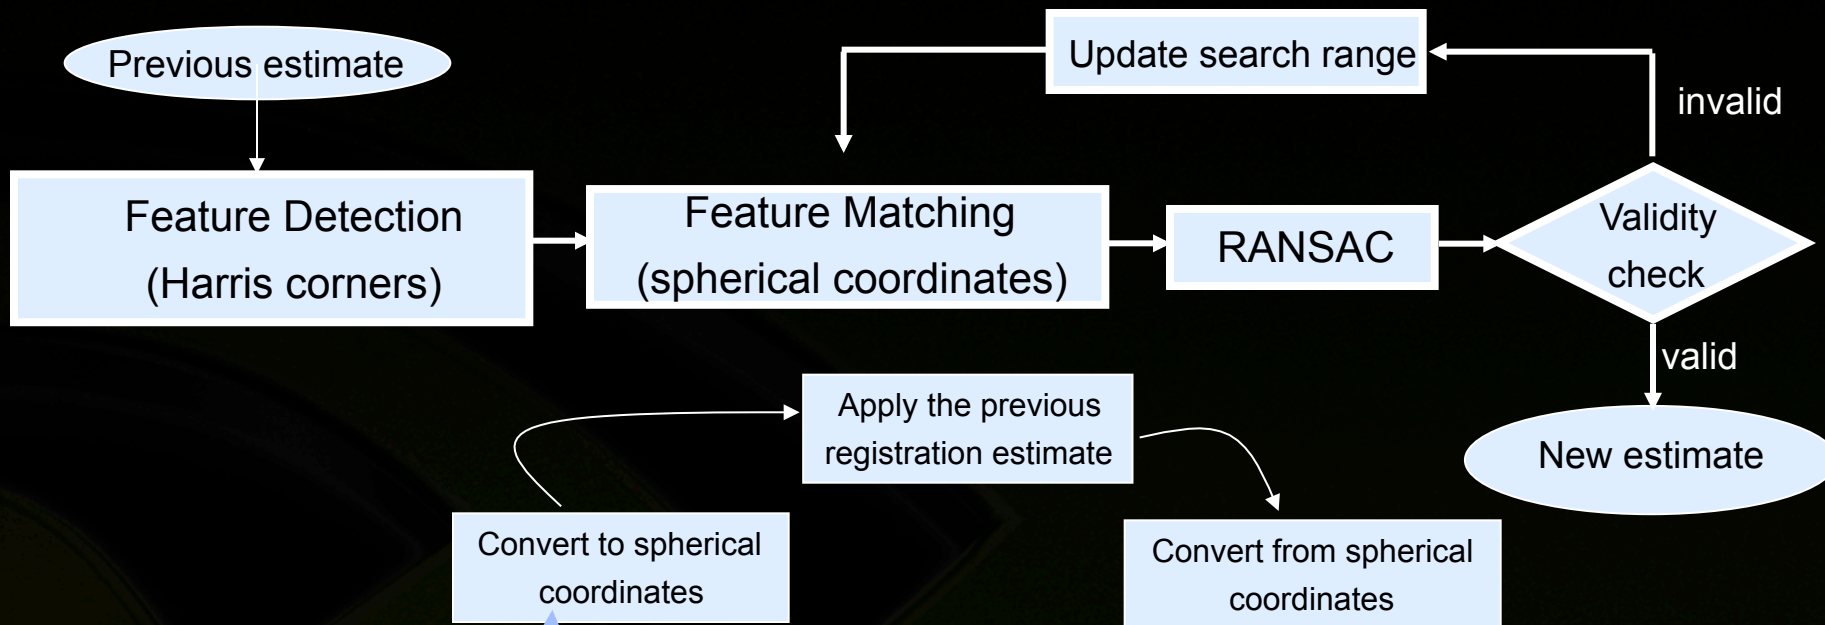 Previous estimate
Update search range
invalid
Feature Detection
(Harris corners)
Feature Matching
(spherical coordinates)
RANSAC
Validity
check
valid
New estimate
Apply the previous
registration estimate
Convert to spherical
coordinates
Convert from spherical
coordinates